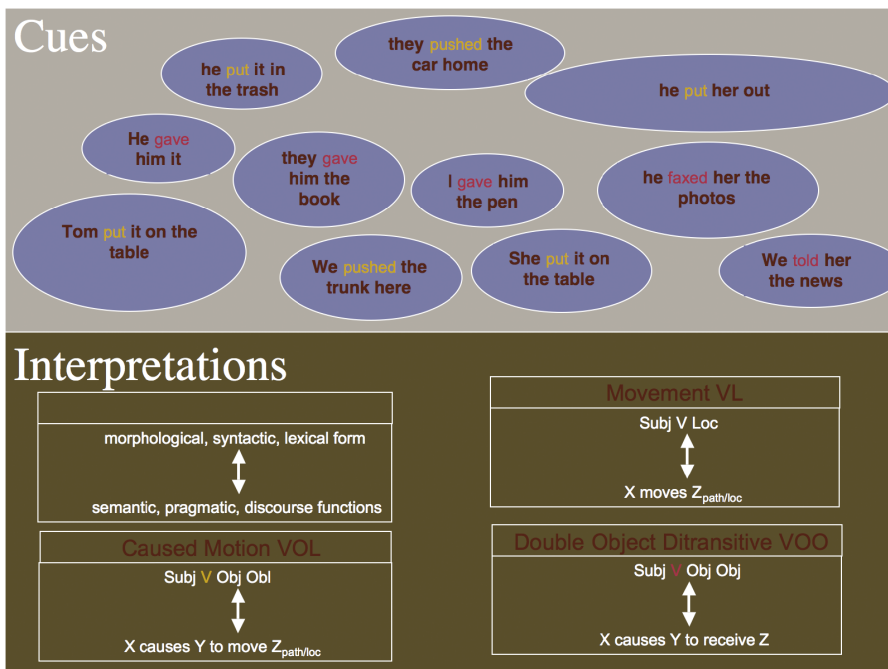 Cues
they pushed the
car home
he put it in
the trash
he put her out
He gave
him it
they gave
him the
book
I gave him
the pen
he faxed her the
photos
Tom put it on the
table
We pushed the
trunk here
She put it on
the table
We told her
the news
Interpretations
morphological, syntactic, lexical form
semantic, pragmatic, discourse functions
Movement VL
Subj V Loc
X moves Zpath/loc
Caused Motion VOL
Subj V Obj Obl
X causes Y to move Zpath/loc
Double Object Ditransitive VOO
Subj V Obj Obj
X causes Y to receive Z